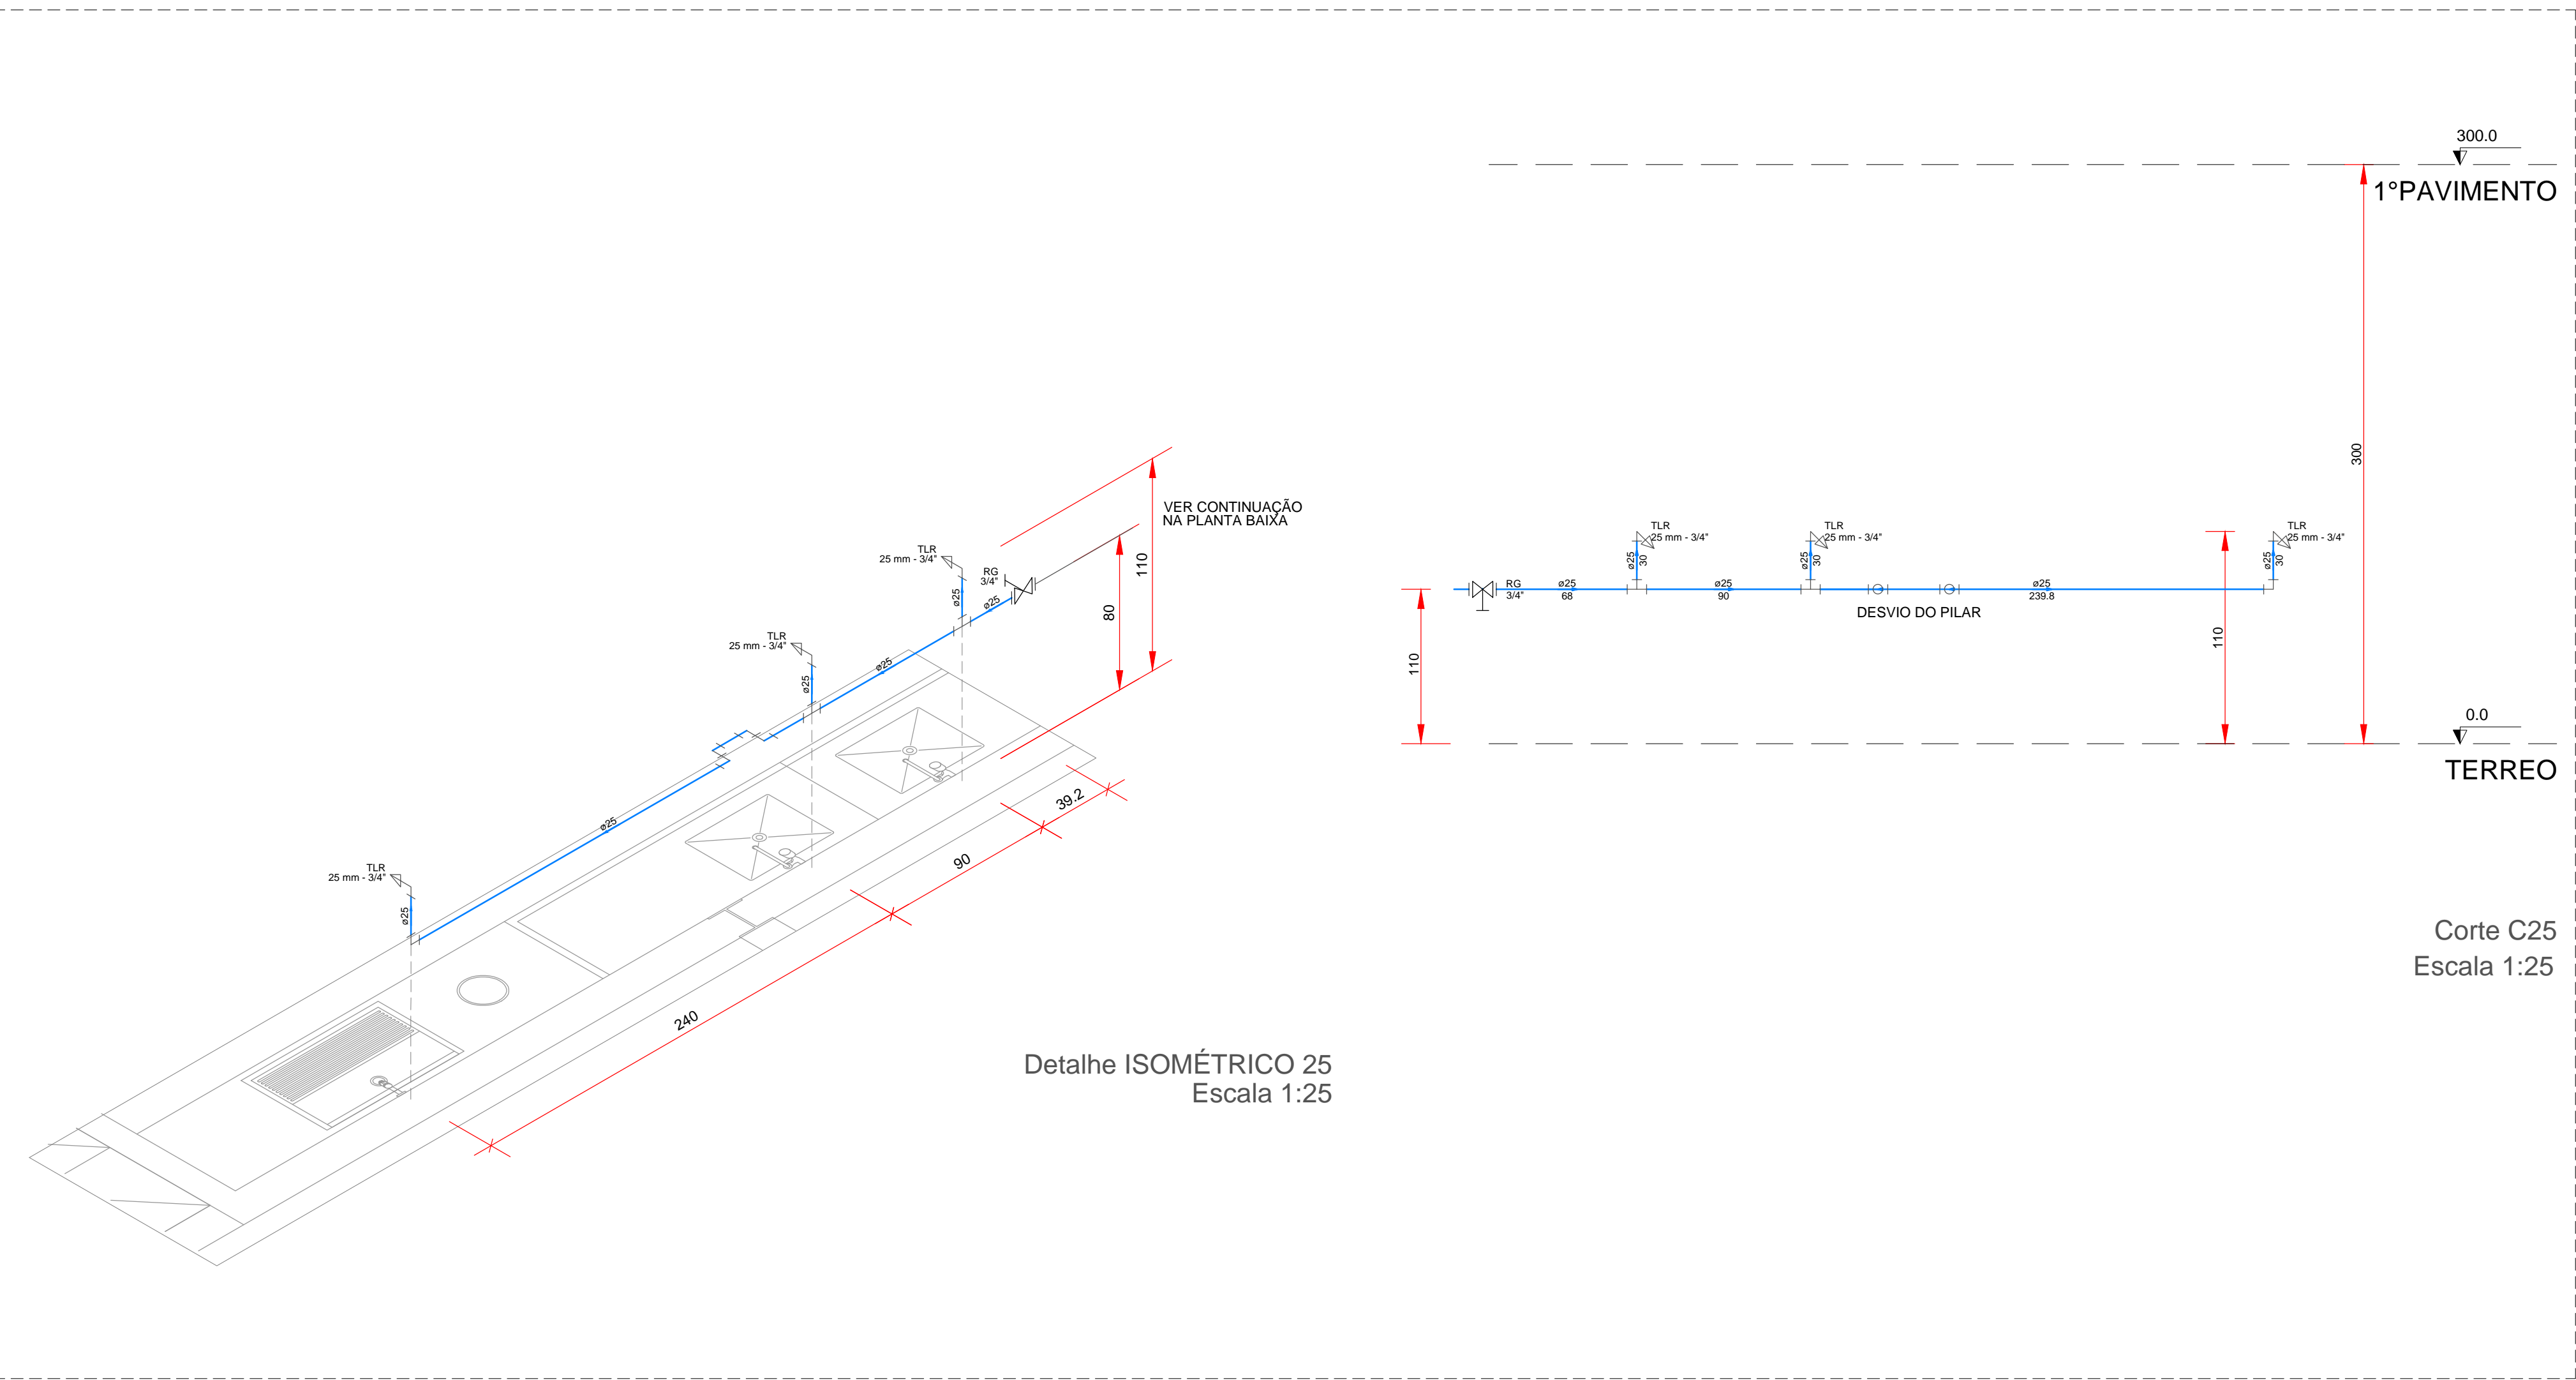 TLR
25 mm - 3/4"
ø25
RG
3/4"
ø25
VER CONTINUAÇÃO
NA PLANTA BAIXA
110
80
TLR
25 mm - 3/4"
ø25
ø25
ø25
TLR
25 mm - 3/4"
ø25
39.2
90
240
Detalhe ISOMÉTRICO 25
Escala 1:25
300.0
1°PAVIMENTO
300
TLR
25 mm - 3/4"
ø25
30
TLR
25 mm - 3/4"
ø25
30
TLR
25 mm - 3/4"
ø25
30
RG
3/4"
ø25
68
ø25
90
ø25
239.8
DESVIO DO PILAR
110
110
0.0
TERREO
Corte C25
Escala 1:25